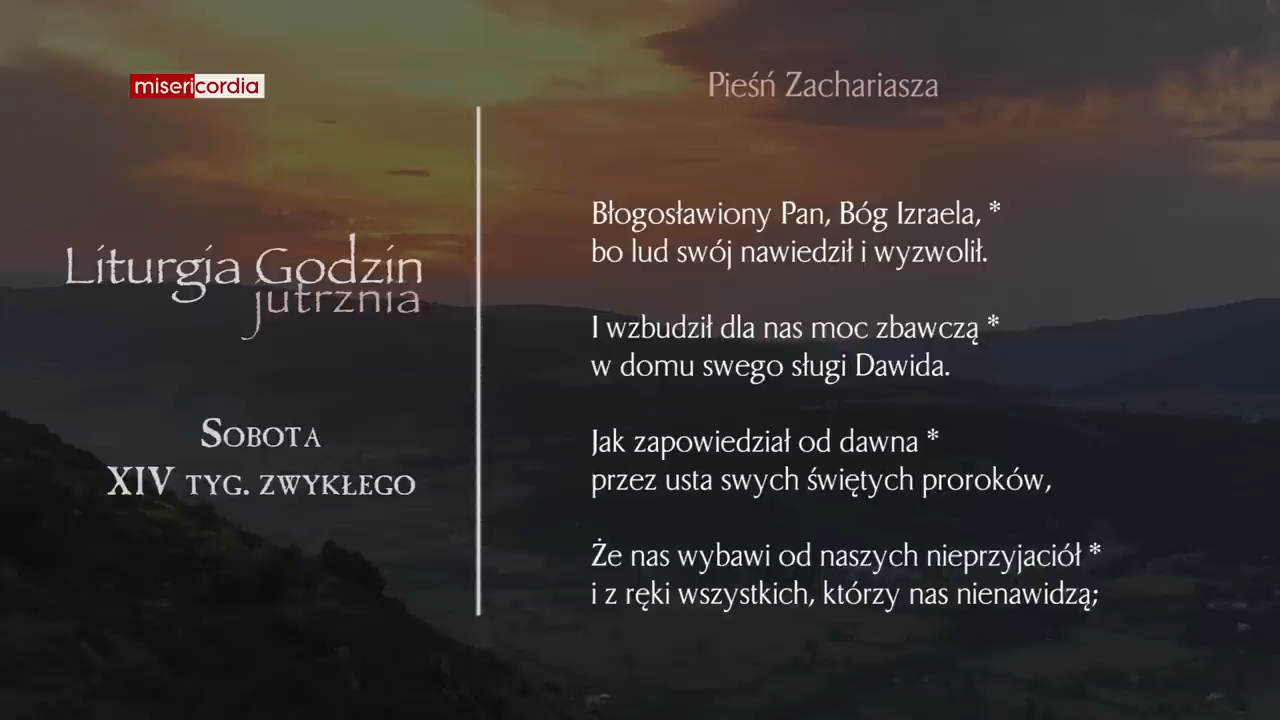 misericordia
Liturgia Godzin
jutrznia
Sobota
XIV tyg. zwykłego
Pieśń Zachariasza
Błogosławiony Pan, Bóg Izraela, *
bo lud swój nawiedził i wyzwolił.
I wzbudził dla nas moc zbawczą *
w domu swego sługi Dawida.
Jak zapowiedział od dawna *
przez usta swych świętych proroków,
Że nas wybawi od naszych nieprzyjaciół *
i z ręki wszystkich, którzy nas nienawidzą;